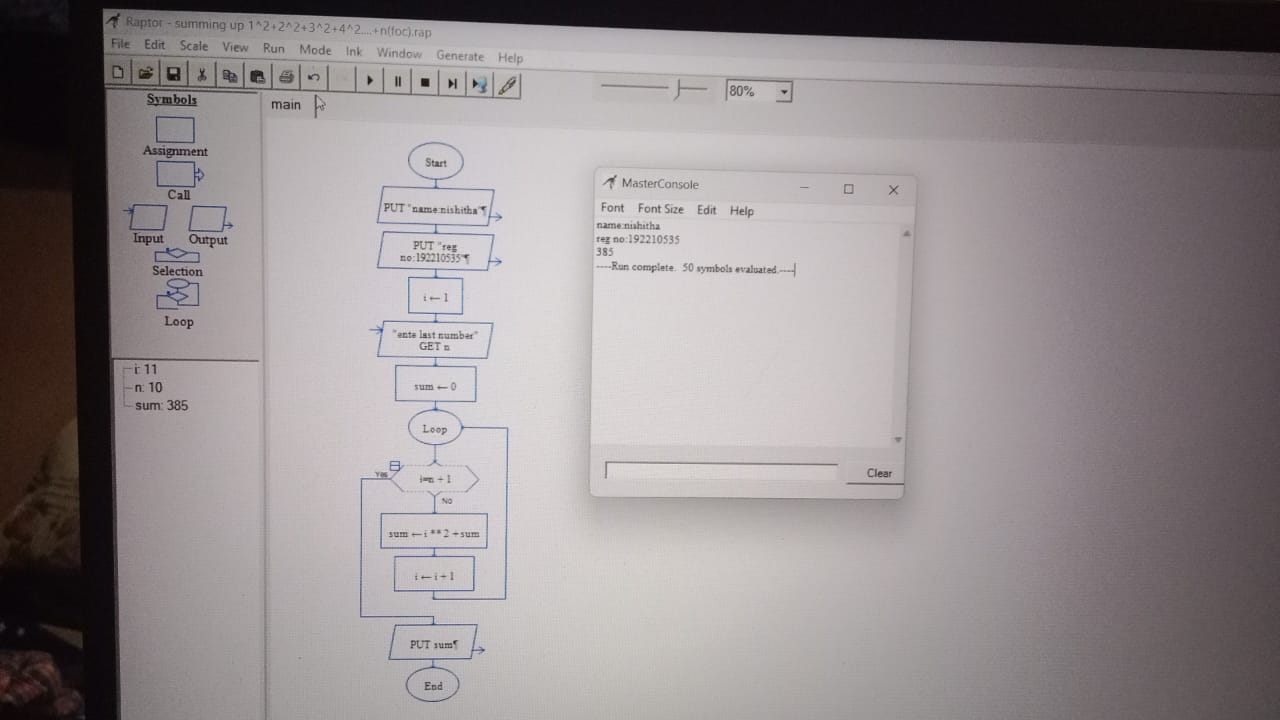 Raptor - summing up 1^2+2^2+3^2+4^2....+n(foc).rap
File Edit Scale View Run Mode Ink Window Generate Help
80%
Symbols
Assignment
Call
Input Output
Selection
Loop
i: 11
n: 10
sum: 385
main
Start
PUT "name:nishitha"¶
PUT "reg
no:192210535"¶
i ← 1
"ente last number"
GET n
sum ← 0
Loop
Yes
i=n + 1
No
sum ← i ** 2 + sum
i ← i + 1
PUT sum¶
End
MasterConsole
Font Font Size Edit Help
name:nishitha
reg no:192210535
385
----Run complete. 50 symbols evaluated.----
Clear